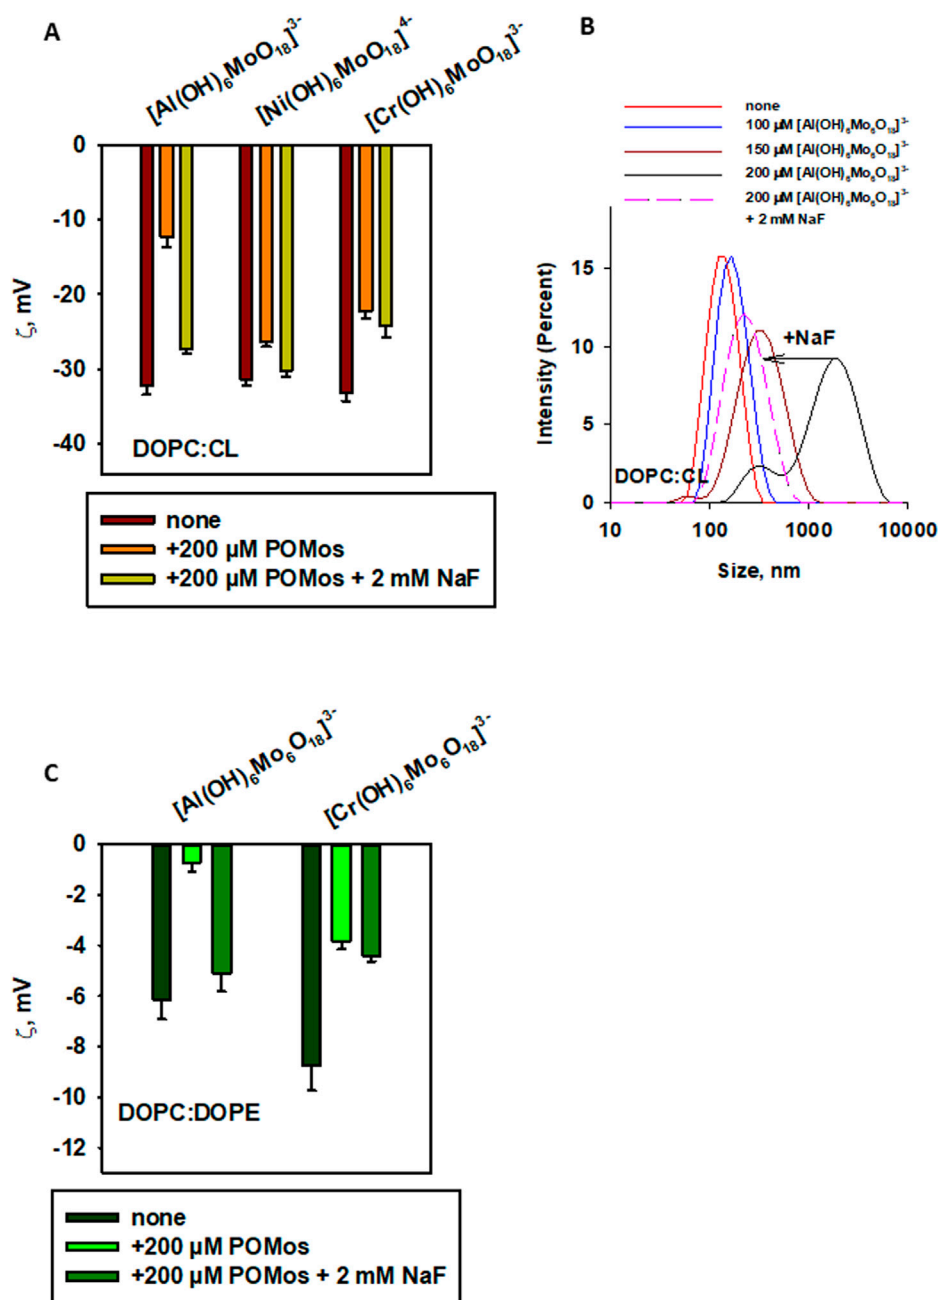 A
[Al(OH)₆MoO₁₈]³⁻
[Ni(OH)₆MoO₁₈]⁴⁻
[Cr(OH)₆MoO₁₈]³⁻
0
-10
-20
-30
-40
ζ, mV
DOPC:CL
none
+200 µM POMos
+200 µM POMos + 2 mM NaF
B
none
100 µM [Al(OH)₆Mo₆O₁₈]³⁻
150 µM [Al(OH)₆Mo₆O₁₈]³⁻
200 µM [Al(OH)₆Mo₆O₁₈]³⁻
200 µM [Al(OH)₆Mo₆O₁₈]³⁻
+ 2 mM NaF
15
10
5
0
Intensity (Percent)
+NaF
DOPC:CL
10
100
1000
10000
Size, nm
C
[Al(OH)₆Mo₆O₁₈]³⁻
[Cr(OH)₆Mo₆O₁₈]³⁻
0
-2
-4
-6
-8
-10
-12
ζ, mV
DOPC:DOPE
none
+200 µM POMos
+200 µM POMos + 2 mM NaF